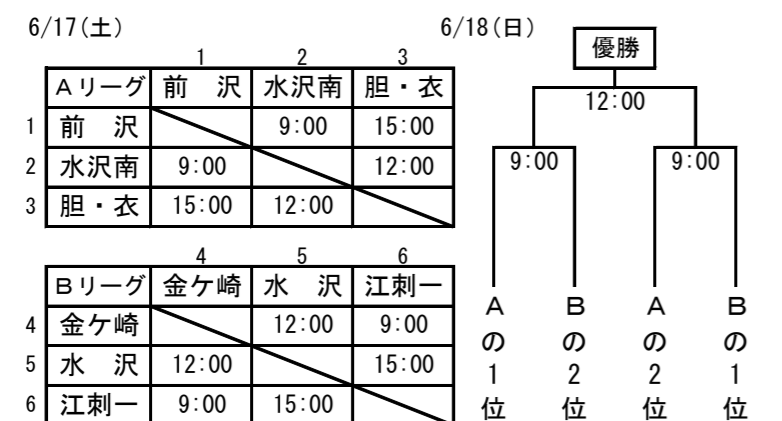 6/17(土)
1 2 3
Aリーグ 前　沢 水沢南 胆・衣
1 前　沢 9:00 15:00
2 水沢南 9:00 12:00
3 胆・衣 15:00 12:00
4 5 6
Bリーグ 金ケ崎 水　沢 江刺一
4 金ケ崎 12:00 9:00
5 水　沢 12:00 15:00
6 江刺一 9:00 15:00
6/18(日)
優勝
12:00
9:00 9:00
Aの1位
Bの2位
Aの2位
Bの1位